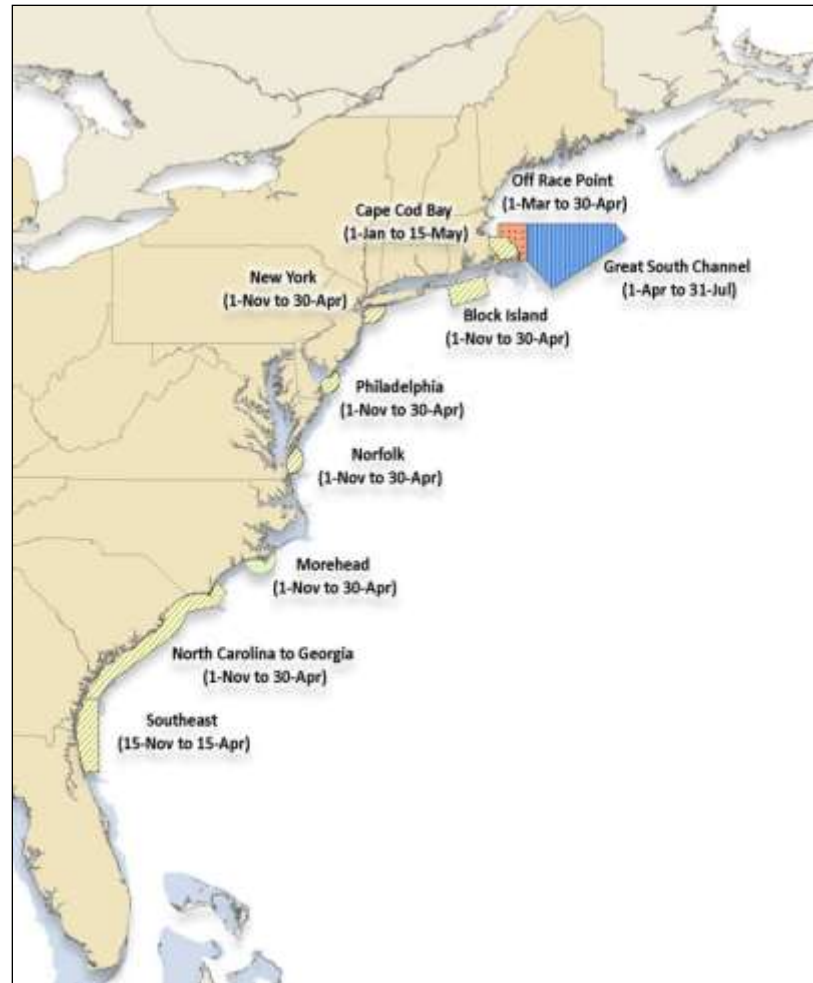 Off Race Point
(1-Mar to 30-Apr)
Cape Cod Bay
(1-Jan to 15-May)
Great South Channel
(1-Apr to 31-Jul)
New York
(1-Nov to 30-Apr)
Block Island
(1-Nov to 30-Apr)
Philadelphia
(1-Nov to 30-Apr)
Norfolk
(1-Nov to 30-Apr)
Morehead
(1-Nov to 30-Apr)
North Carolina to Georgia
(1-Nov to 30-Apr)
Southeast
(15-Nov to 15-Apr)